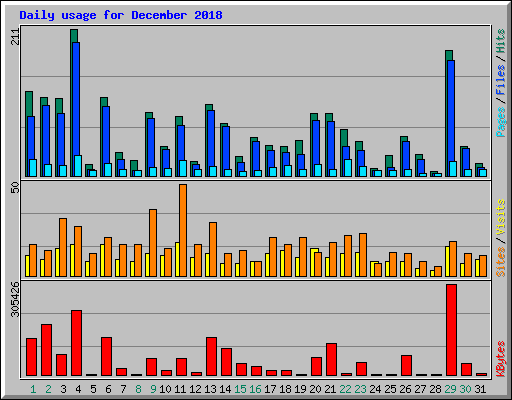 Daily usage for December 2018
211
Pages / Files / Hits
50
Sites / Visits
305426
KBytes
1 2 3 4 5 6 7 8 9 10 11 12 13 14 15 16 17 18 19 20 21 22 23 24 25 26 27 28 29 30 31